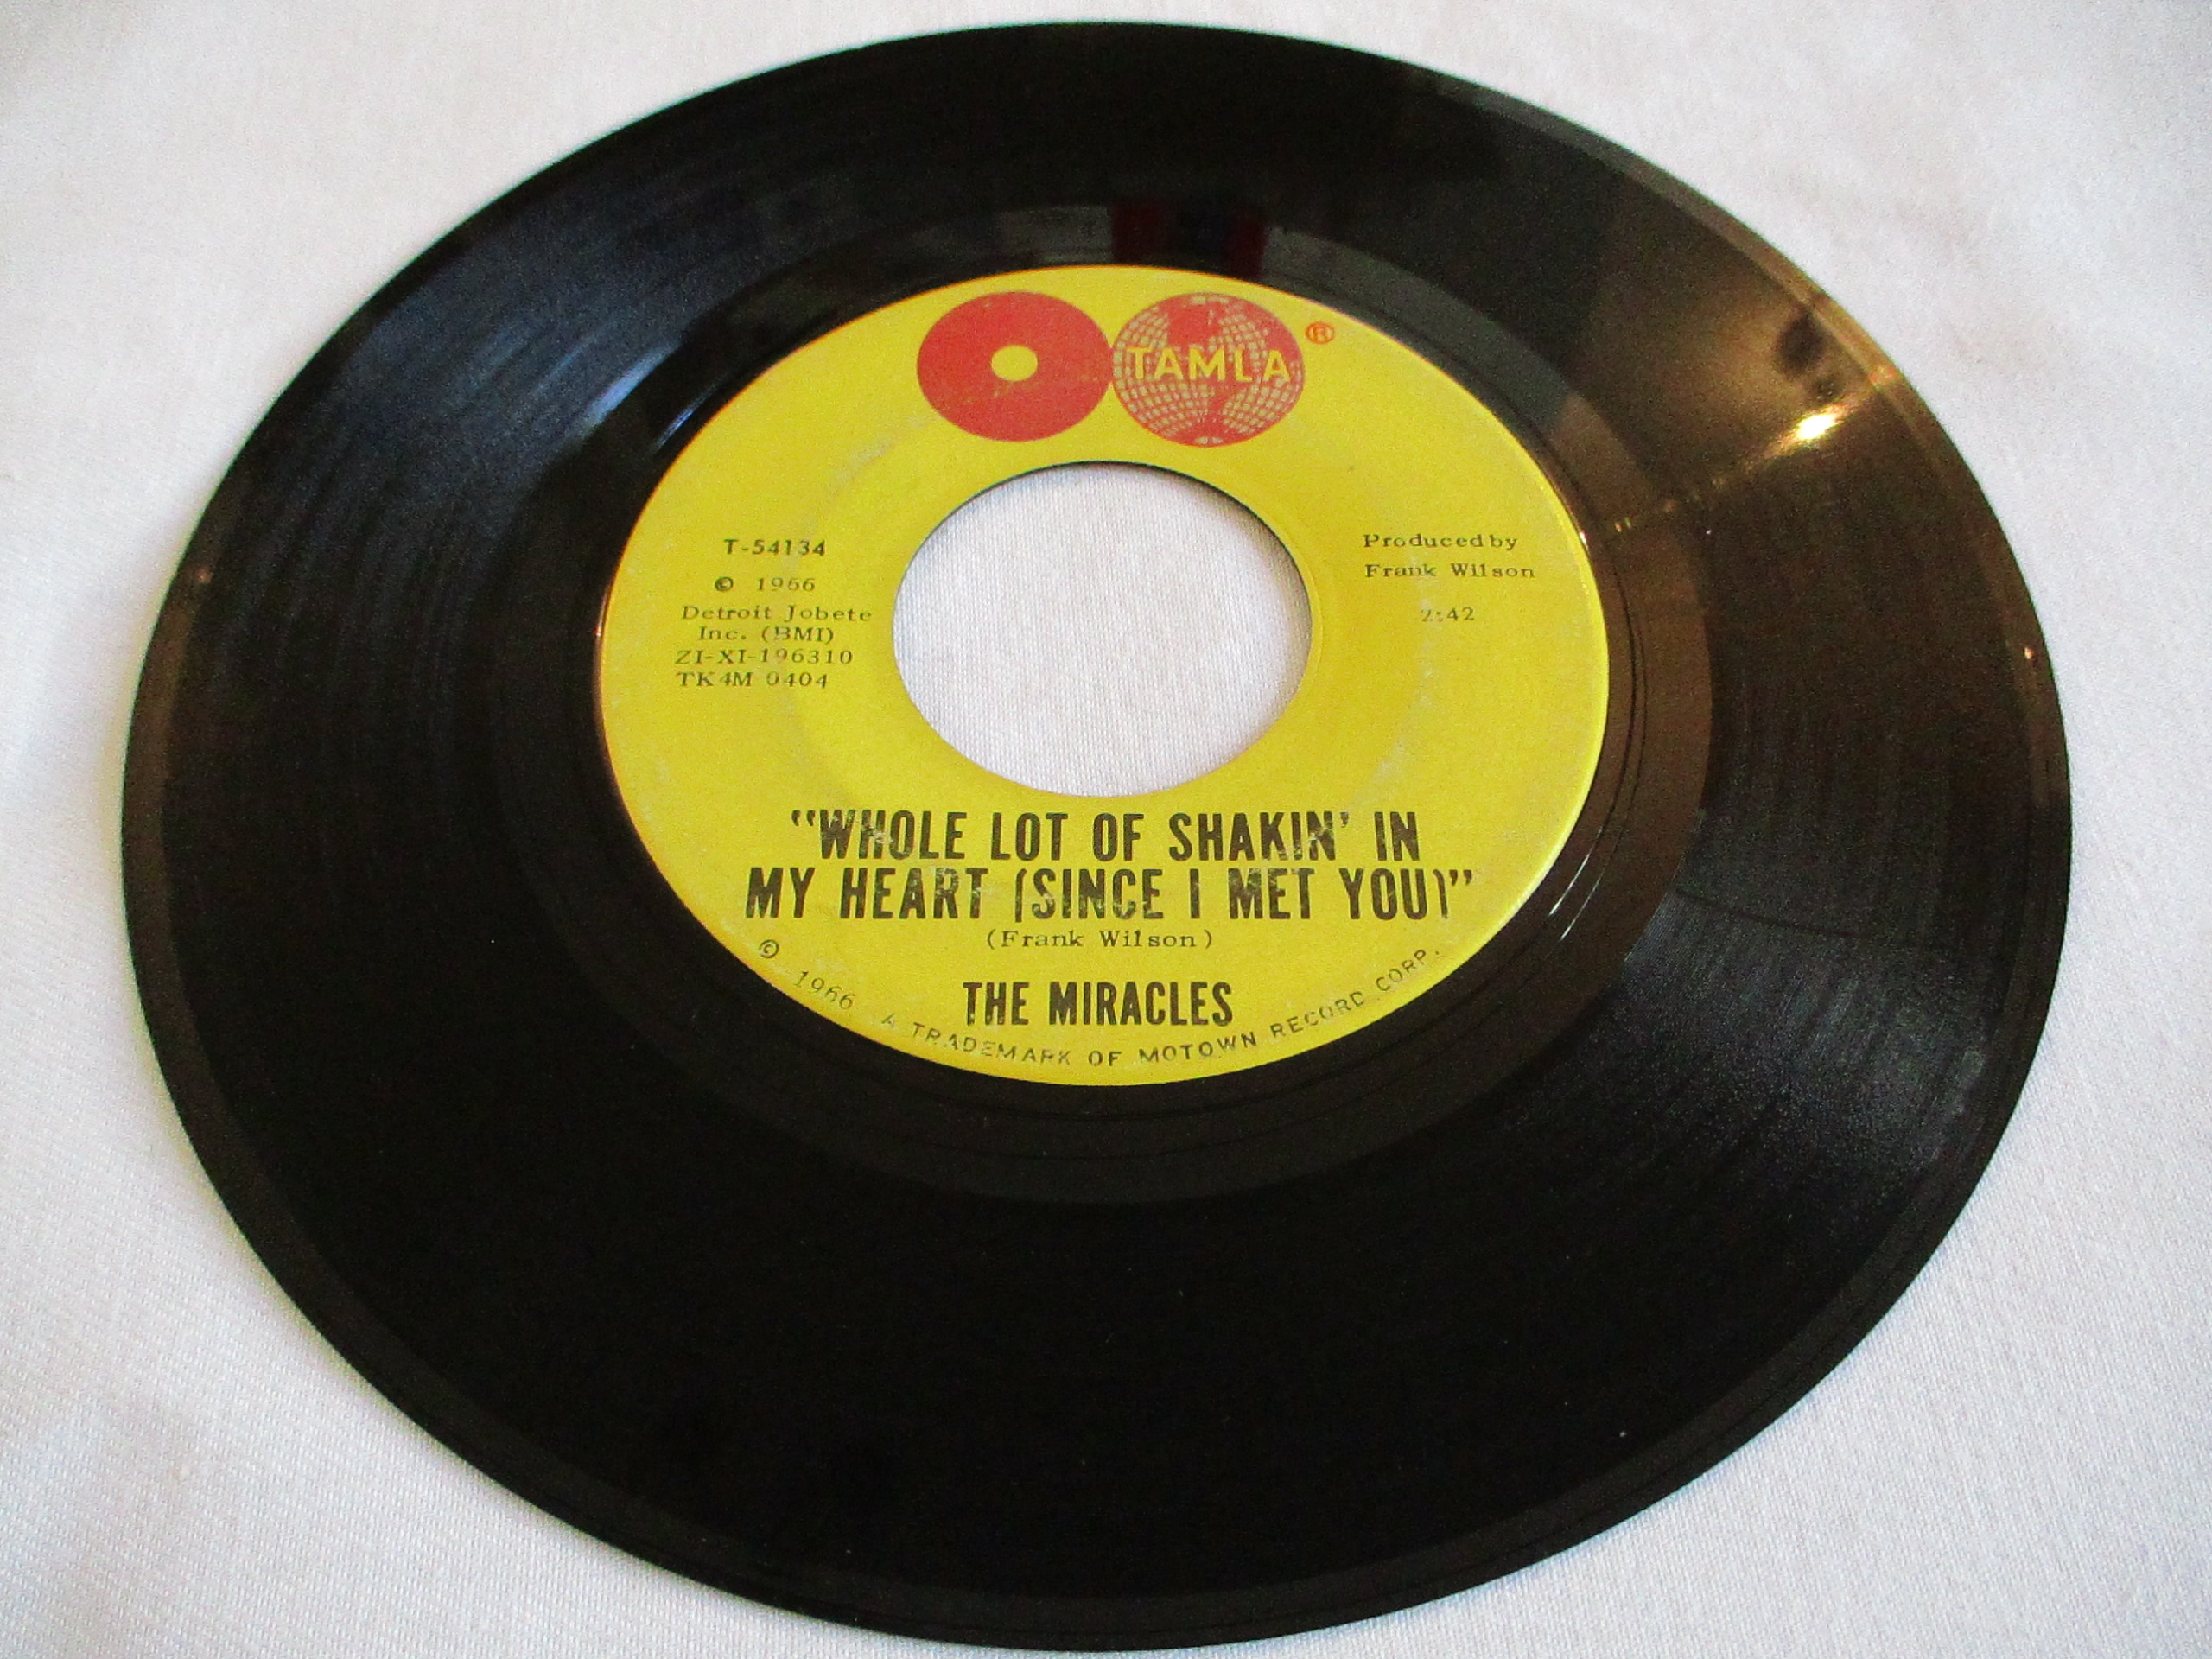 TAMLA ®
T-54134
© 1966
Detroit Jobete
Inc. (BMI)
ZI-XI-196310
TK4M 0404
Produced by
Frank Wilson
2:42
"WHOLE LOT OF SHAKIN' IN
MY HEART (SINCE I MET YOU)"
(Frank Wilson)
THE MIRACLES
© 1966 A TRADEMARK OF MOTOWN RECORD CORP.